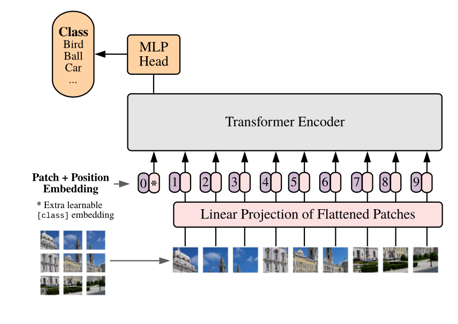 Class
Bird
Ball
Car
...
MLP
Head
Transformer Encoder
Patch + Position
Embedding
0 * 1 2 3 4 5 6 7 8 9
* Extra learnable
[class] embedding
Linear Projection of Flattened Patches